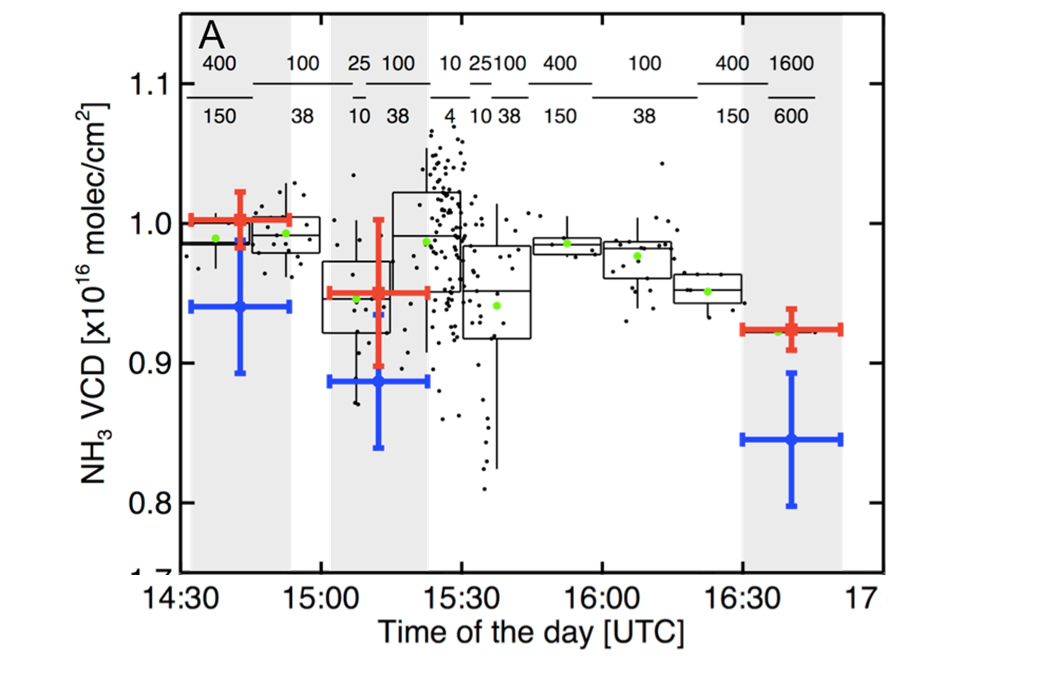 A
400 100 25 100 10 25 100 400 100 400 1600
150 38 10 38 4 10 38 150 38 150 600
1.1
1.0
0.9
0.8
NH3 VCD [x10^16 molec/cm^2]
14:30 15:00 15:30 16:00 16:30 17
Time of the day [UTC]